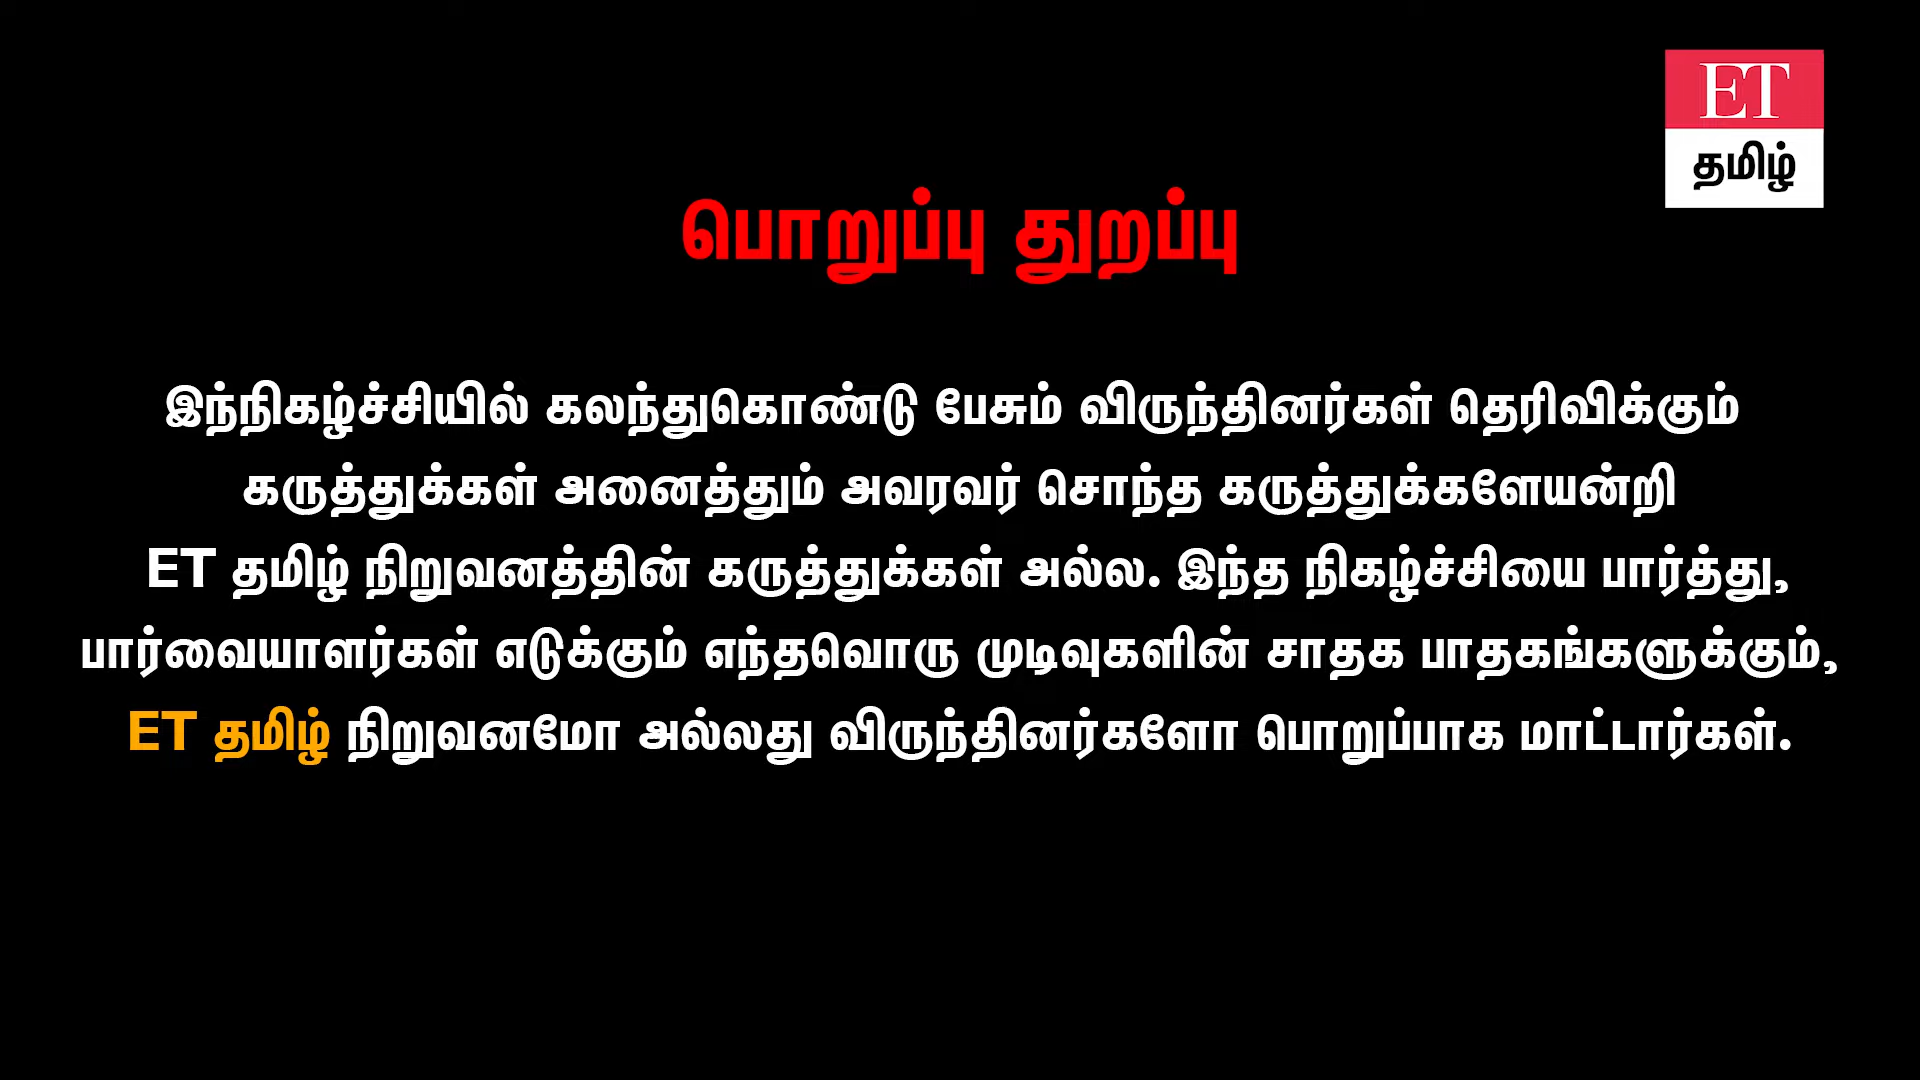 ET
தமிழ்
பொறுப்பு துறப்பு
இந்நிகழ்ச்சியில் கலந்துகொண்டு பேசும் விருந்தினர்கள் தெரிவிக்கும்
கருத்துக்கள் அனைத்தும் அவரவர் சொந்த கருத்துக்களேயன்றி
ET தமிழ் நிறுவனத்தின் கருத்துக்கள் அல்ல. இந்த நிகழ்ச்சியை பார்த்து,
பார்வையாளர்கள் எடுக்கும் எந்தவொரு முடிவுகளின் சாதக பாதகங்களுக்கும்,
ET தமிழ் நிறுவனமோ அல்லது விருந்தினர்களோ பொறுப்பாக மாட்டார்கள்.